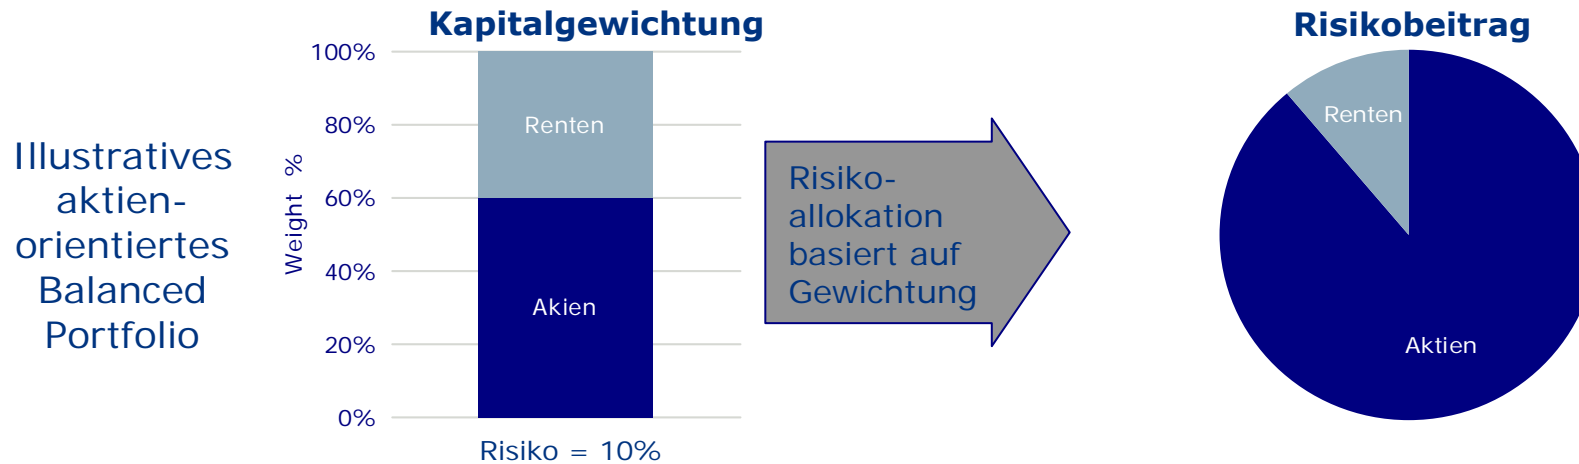 Kapitalgewichtung
Risikobeitrag
Illustratives
aktien-
orientiertes
Balanced
Portfolio
Weight %
100%
80%
60%
40%
20%
0%
Renten
Akien
Risiko = 10%
Risiko-
allokation
basiert auf
Gewichtung
Renten
Aktien